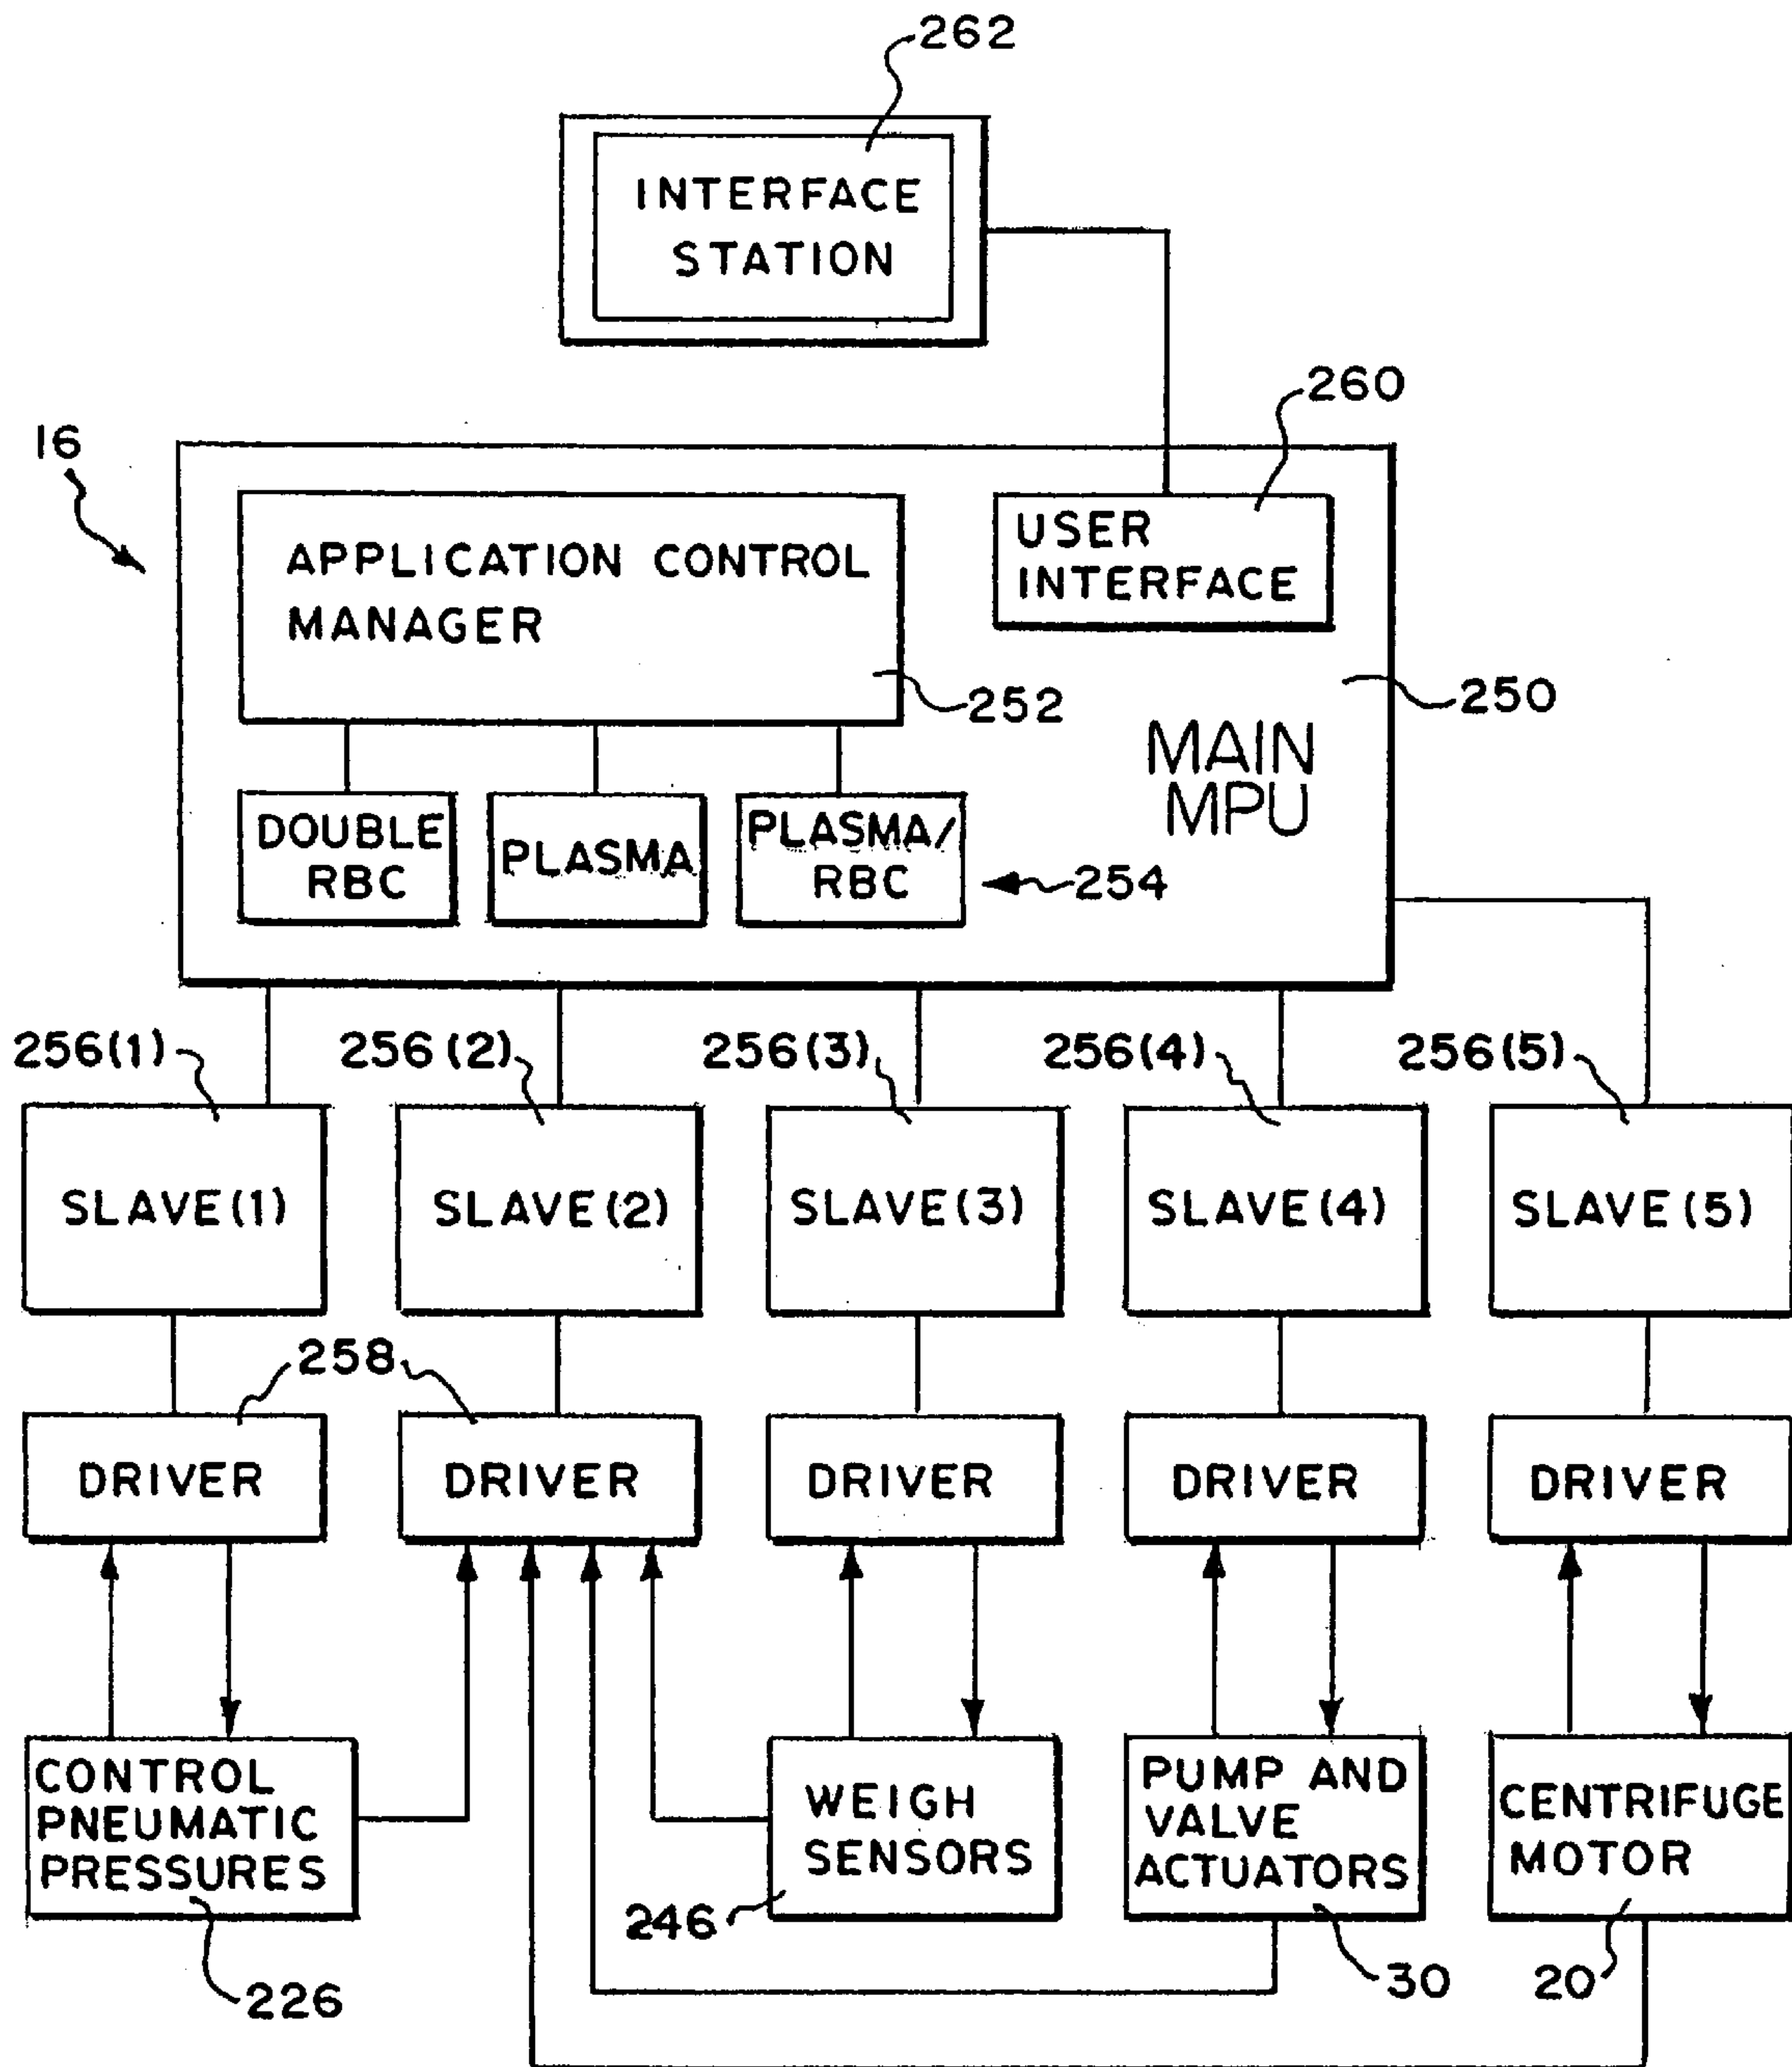 262
INTERFACE
STATION
260
16
USER
INTERFACE
APPLICATION CONTROL
MANAGER
252
250
MAIN
MPU
DOUBLE
RBC
PLASMA
PLASMA/
RBC
254
256(1)
256(2)
256(3)
256(4)
256(5)
SLAVE(1)
SLAVE(2)
SLAVE(3)
SLAVE(4)
SLAVE(5)
258
DRIVER
DRIVER
DRIVER
DRIVER
DRIVER
CONTROL
PNEUMATIC
PRESSURES
WEIGH
SENSORS
PUMP AND
VALVE
ACTUATORS
CENTRIFUGE
MOTOR
226
246
30
20